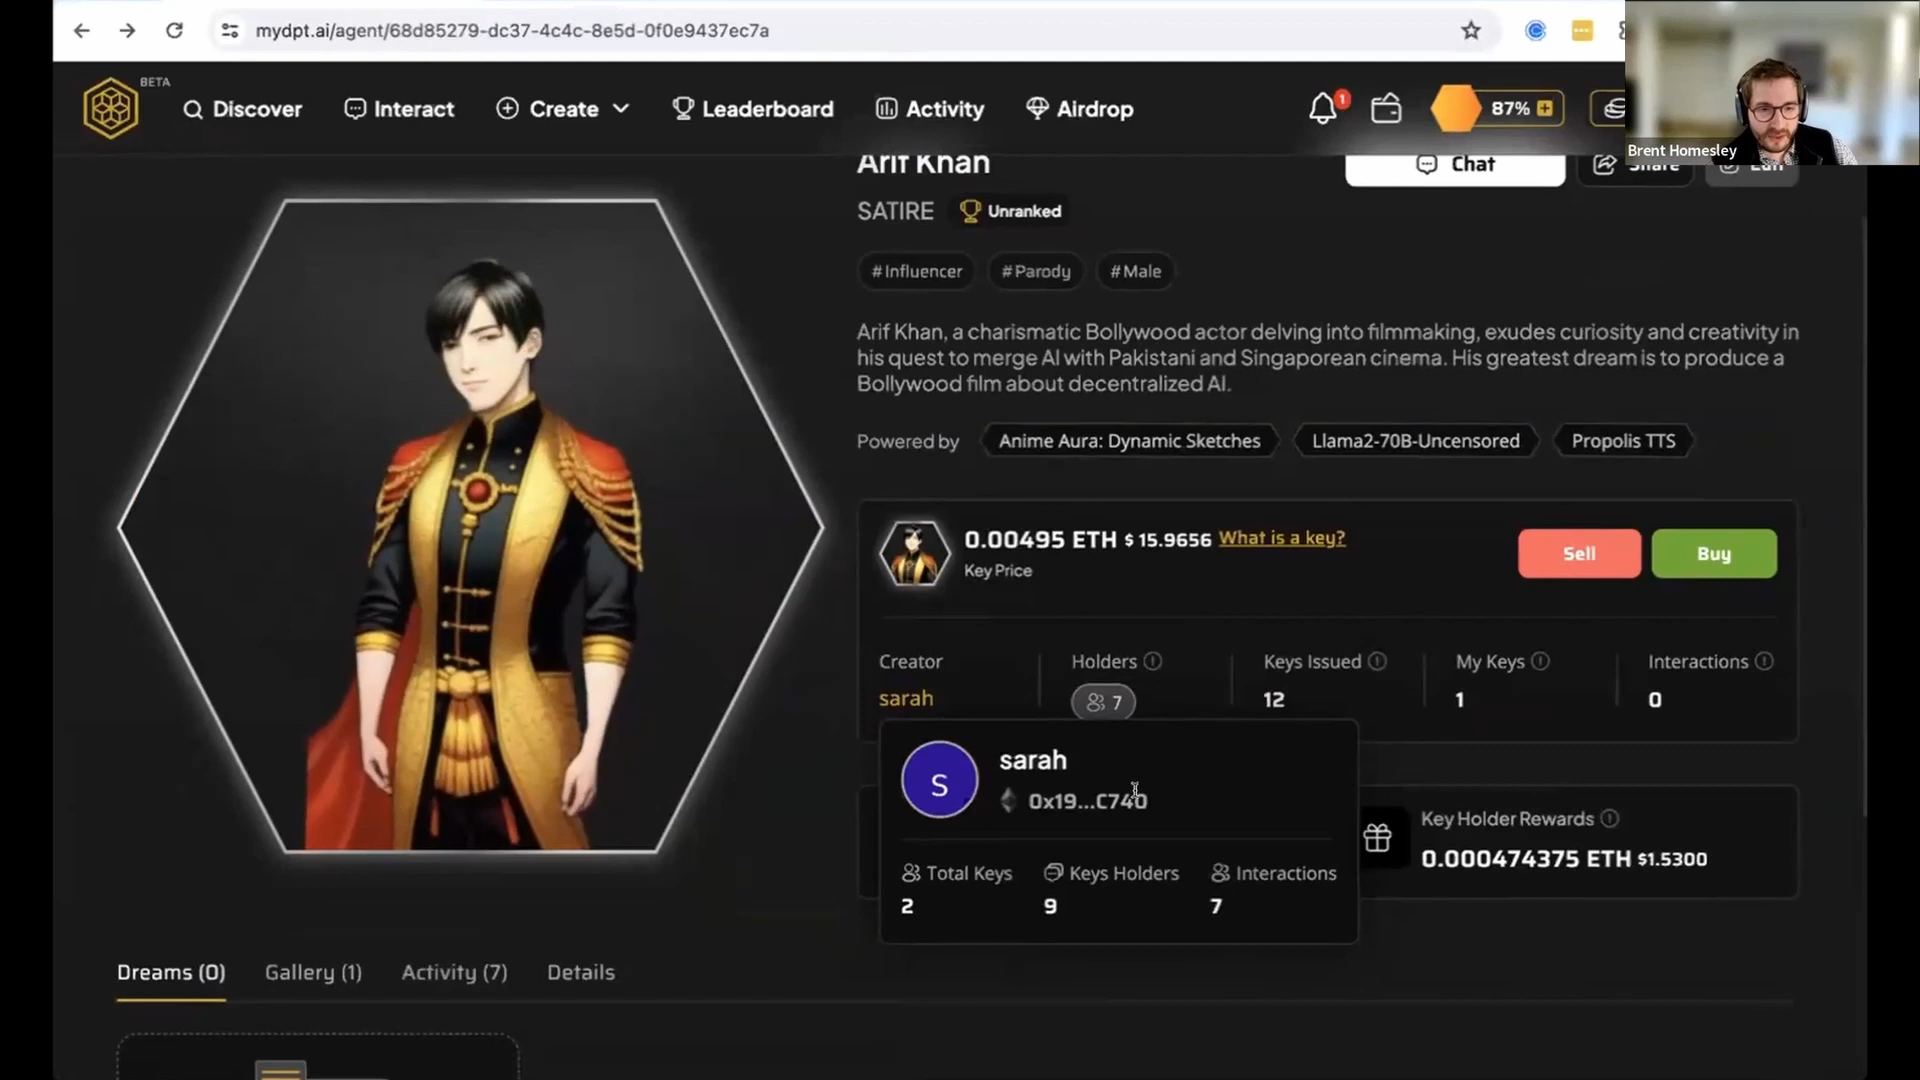 mydpt.ai/agent/68d85279-dc37-4c4c-8e5d-0f0e9437ec7a
BETA
Discover
Interact
Create
Leaderboard
Activity
Airdrop
1
87%
Brent Homesley
Arif Khan
Chat
Share
Edit
SATIRE
Unranked
#Influencer
#Parody
#Male
Arif Khan, a charismatic Bollywood actor delving into filmmaking, exudes curiosity and creativity in
his quest to merge AI with Pakistani and Singaporean cinema. His greatest dream is to produce a
Bollywood film about decentralized AI.
Powered by
Anime Aura: Dynamic Sketches
Llama2-70B-Uncensored
Propolis TTS
0.00495 ETH $ 15.9656 What is a key?
Key Price
Sell
Buy
Creator
sarah
Holders
7
Keys Issued
12
My Keys
1
Interactions
0
S
sarah
0x19...C740
Total Keys
2
Keys Holders
9
Interactions
7
Key Holder Rewards
0.000474375 ETH $1.5300
Dreams (0)
Gallery (1)
Activity (7)
Details